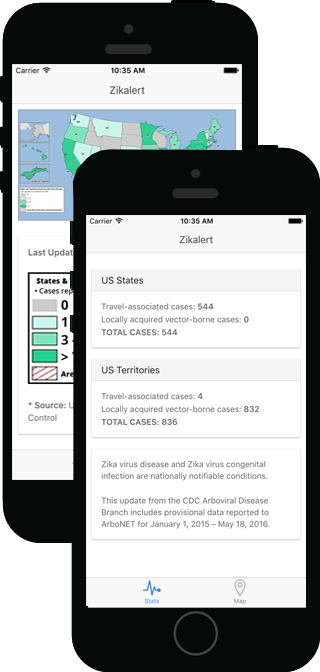 Carrier 10:35 AM
Zikalert
Last Updat
States &
• Cases rep
0
1
3
>
Are
* Source: U
Control
Carrier 10:35 AM
Zikalert
US States
Travel-associated cases: 544
Locally acquired vector-borne cases: 0
TOTAL CASES: 544
US Territories
Travel-associated cases: 4
Locally acquired vector-borne cases: 832
TOTAL CASES: 836
Zika virus disease and Zika virus congenital
infection are nationally notifiable conditions.
This update from the CDC Arboviral Disease
Branch includes provisional data reported to
ArboNET for January 1, 2015 – May 18, 2016.
Stats
Map